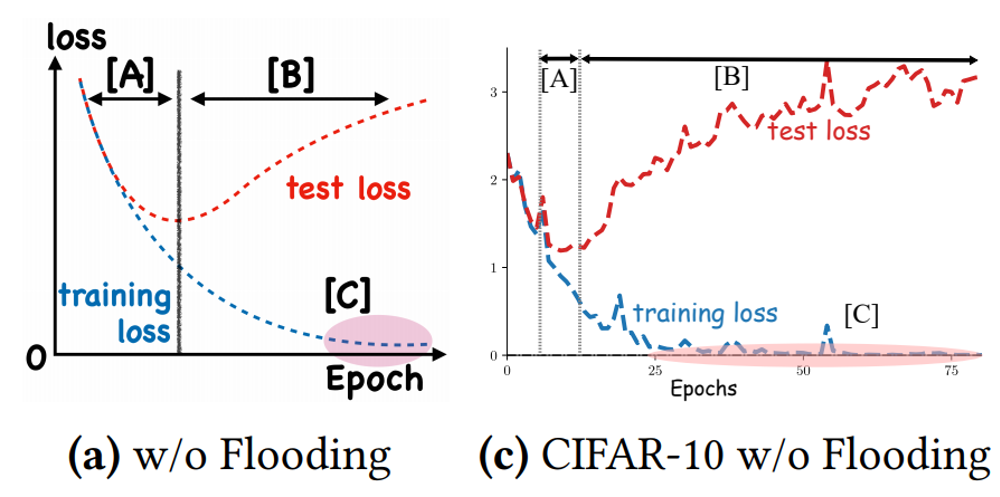 loss
[A]
[B]
test loss
training
loss
[C]
0
Epoch
(a) w/o Flooding
[A]
[B]
3
test loss
2
1
training loss
[C]
0
0
25
50
75
Epochs
(c) CIFAR-10 w/o Flooding